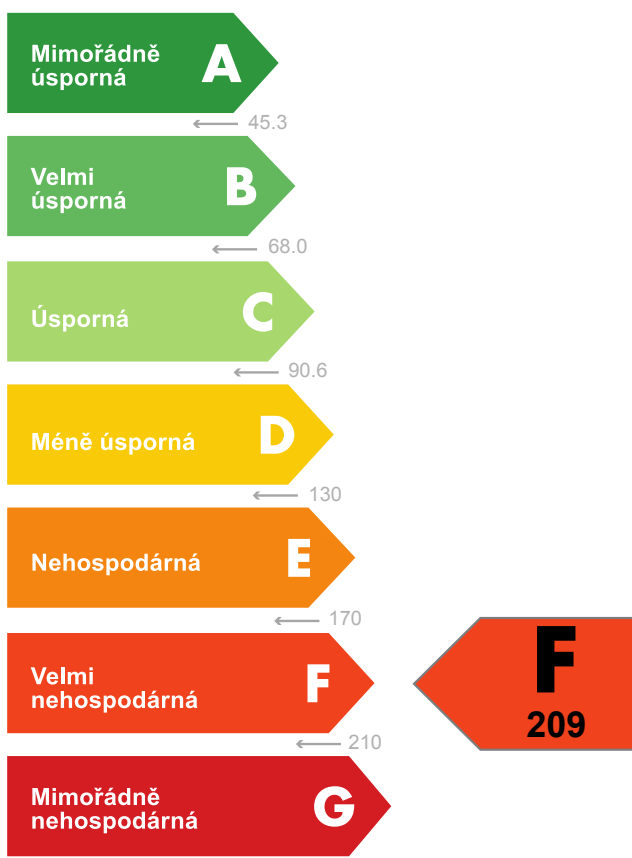 Mimořádně
úsporná
A
← 45.3
Velmi
úsporná
B
← 68.0
Úsporná
C
← 90.6
Méně úsporná
D
← 130
Nehospodárná
E
← 170
Velmi
nehospodárná
F
F
209
← 210
Mimořádně
nehospodárná
G